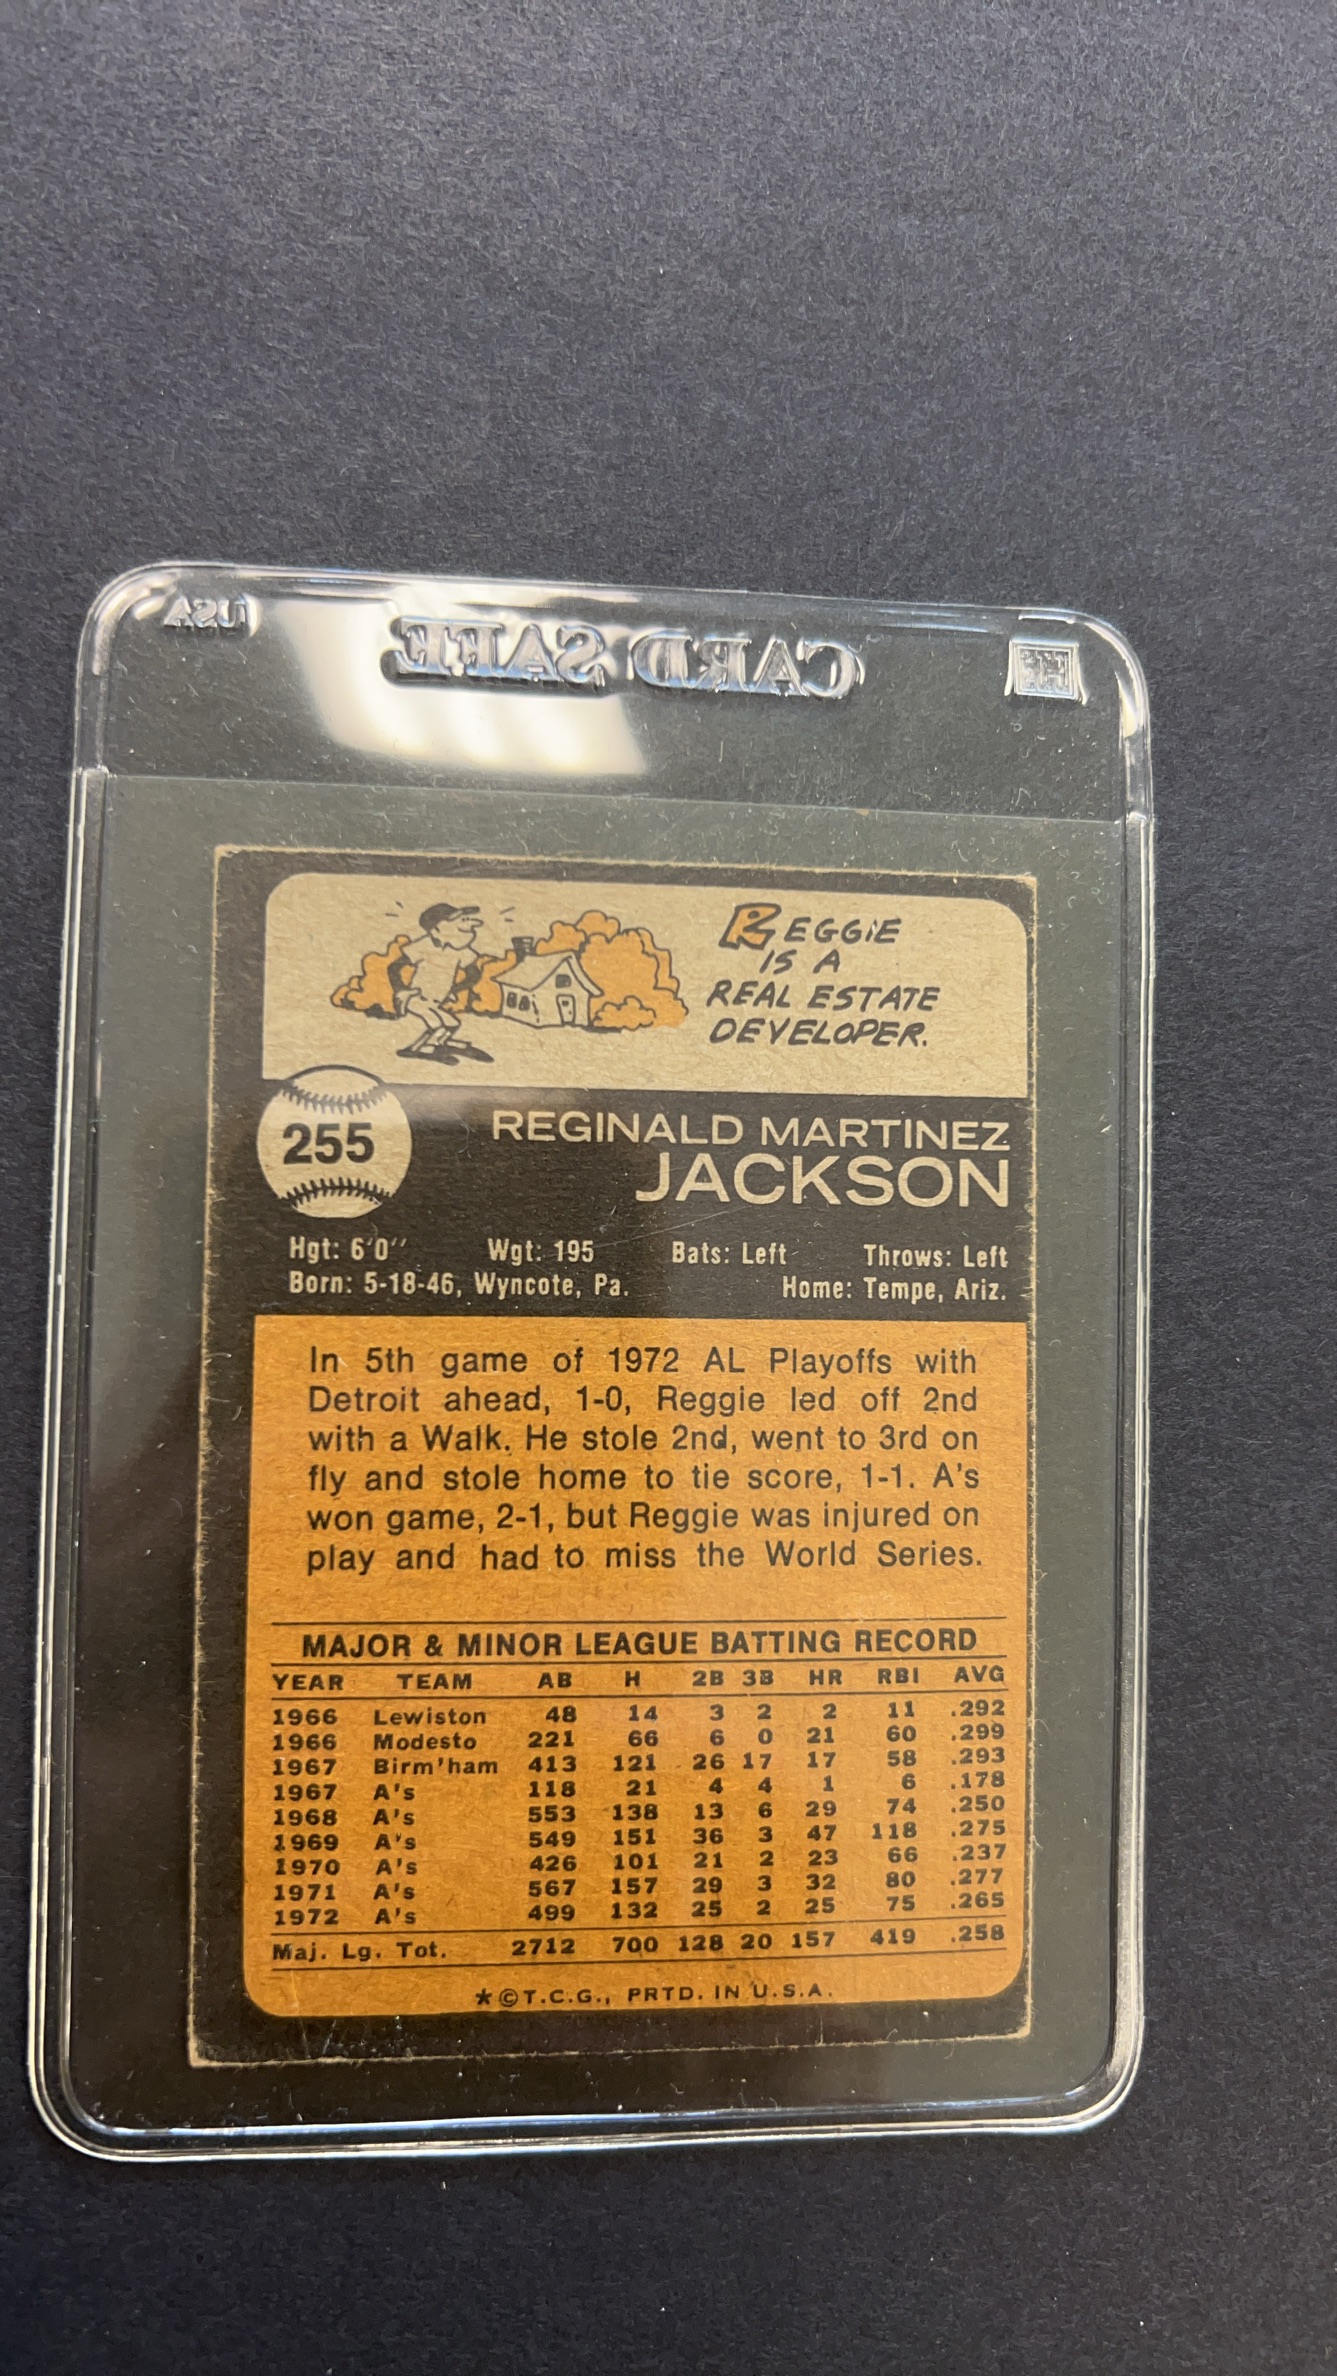 USA
CARD SAFE
REGGIE
IS A
REAL ESTATE
DEVELOPER.
255
REGINALD MARTINEZ
JACKSON
Hgt: 6'0" Wgt: 195 Bats: Left Throws: Left
Born: 5-18-46, Wyncote, Pa. Home: Tempe, Ariz.
In 5th game of 1972 AL Playoffs with
Detroit ahead, 1-0, Reggie led off 2nd
with a Walk. He stole 2nd, went to 3rd on
fly and stole home to tie score, 1-1. A's
won game, 2-1, but Reggie was injured on
play and had to miss the World Series.
MAJOR & MINOR LEAGUE BATTING RECORD
YEAR TEAM AB H 2B 3B HR RBI AVG
1966 Lewiston 48 14 3 2 2 11 .292
1966 Modesto 221 66 6 0 21 60 .299
1967 Birm'ham 413 121 26 17 17 58 .293
1967 A's 118 21 4 4 1 6 .178
1968 A's 553 138 13 6 29 74 .250
1969 A's 549 151 36 3 47 118 .275
1970 A's 426 101 21 2 23 66 .237
1971 A's 567 157 29 3 32 80 .277
1972 A's 499 132 25 2 25 75 .265
Maj. Lg. Tot. 2712 700 128 20 157 419 .258
*©T.C.G., PRTD. IN U.S.A.